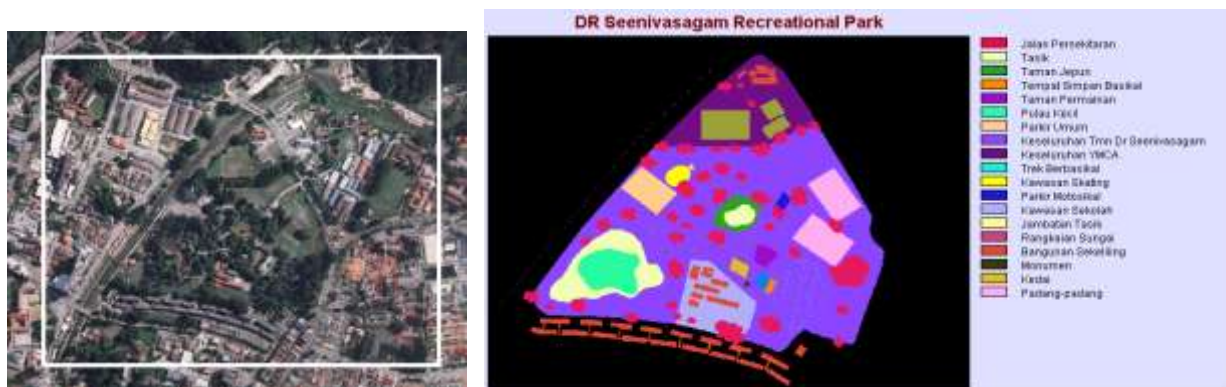 DR Seenivasagam Recreational Park
Jalan Persekitaran
Tasik
Taman Jepun
Tempat Simpan Basikal
Taman Permainan
Pulau Kecil
Parkir Umum
Keseluruhan Tmn Dr Seenivasagam
Keseluruhan YMCA
Trek Berbasikal
Kawasan Skating
Parkir Motosikal
Kawasan Sekolah
Jambatan Tasik
Rangkaian Sungai
Bangunan Sekeliling
Monumen
Kedai
Padang-padang